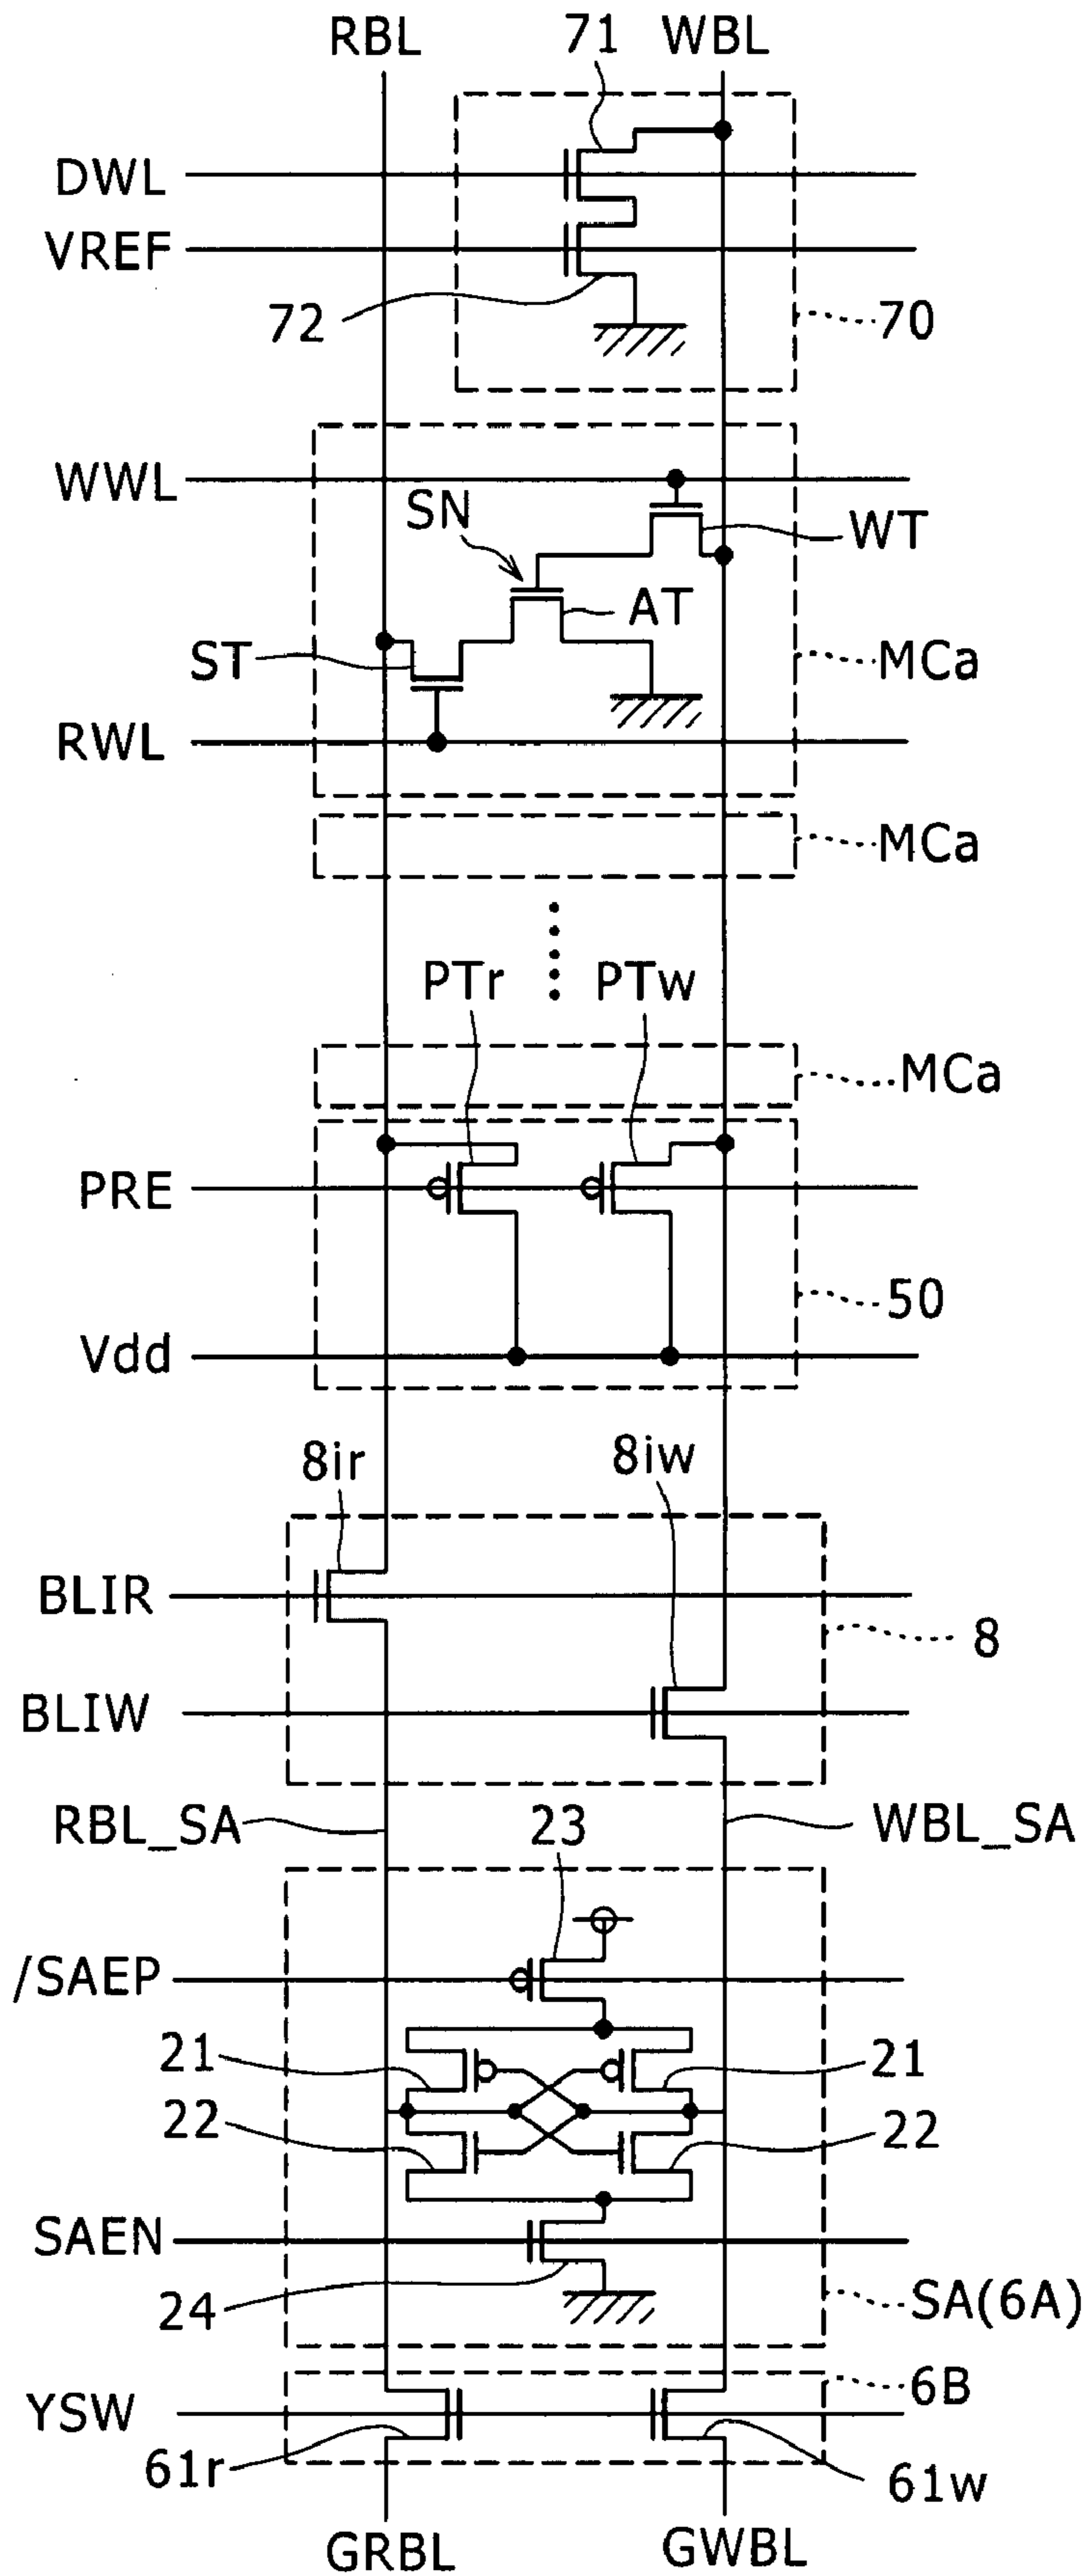 RBL
71
WBL
DWL
VREF
72
70
WWL
SN
WT
AT
ST
MCa
RWL
MCa
PTr
PTw
MCa
PRE
50
Vdd
8ir
8iw
BLIR
8
BLIW
RBL_SA
23
WBL_SA
/SAEP
21
21
22
22
SAEN
24
SA(6A)
6B
YSW
61r
61w
GRBL
GWBL